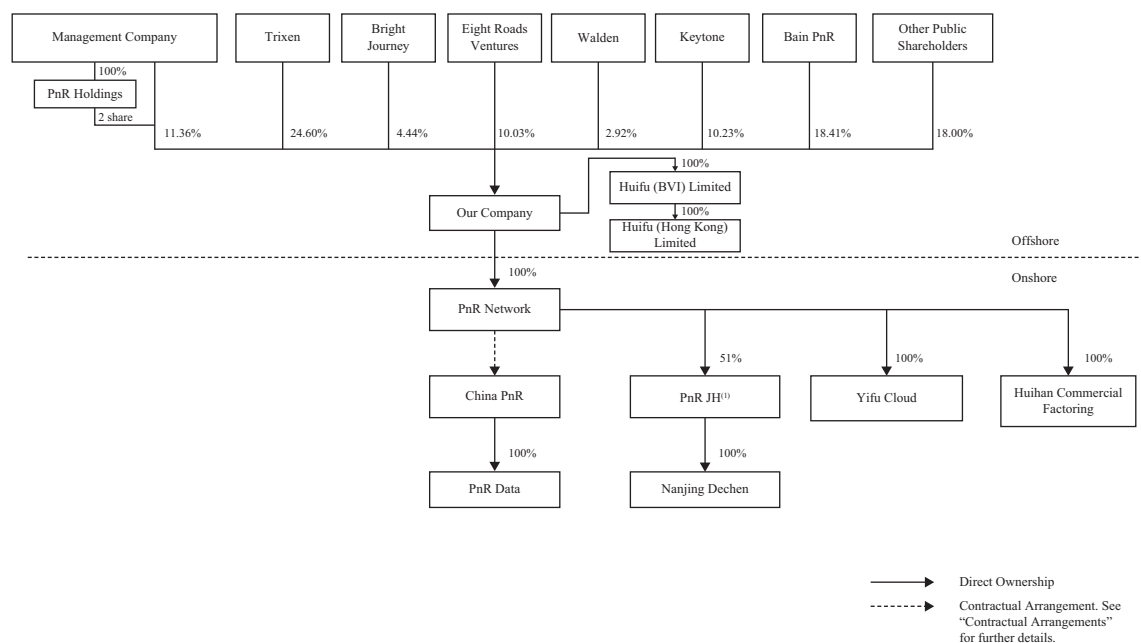 Management Company
Trixen
Bright
Journey
Eight Roads
Ventures
Walden
Keytone
Bain PnR
Other Public
Shareholders
100%
PnR Holdings
2 share
11.36%
24.60%
4.44%
10.03%
2.92%
10.23%
18.41%
18.00%
100%
Huifu (BVI) Limited
Our Company
100%
Huifu (Hong Kong)
Limited
Offshore
100%
Onshore
PnR Network
51%
100%
100%
China PnR
PnR JH(1)
Yifu Cloud
Huihan Commercial
Factoring
100%
100%
PnR Data
Nanjing Dechen
Direct Ownership
Contractual Arrangement. See
“Contractual Arrangements”
for further details.